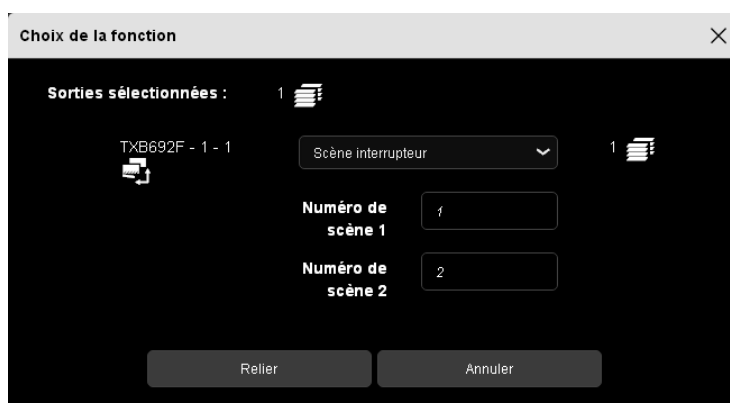 Choix de la fonction
Sorties sélectionnées : 1
TXB692F - 1 - 1 Scène interrupteur 1
Numéro de scène 1 1
Numéro de scène 2 2
Relier Annuler